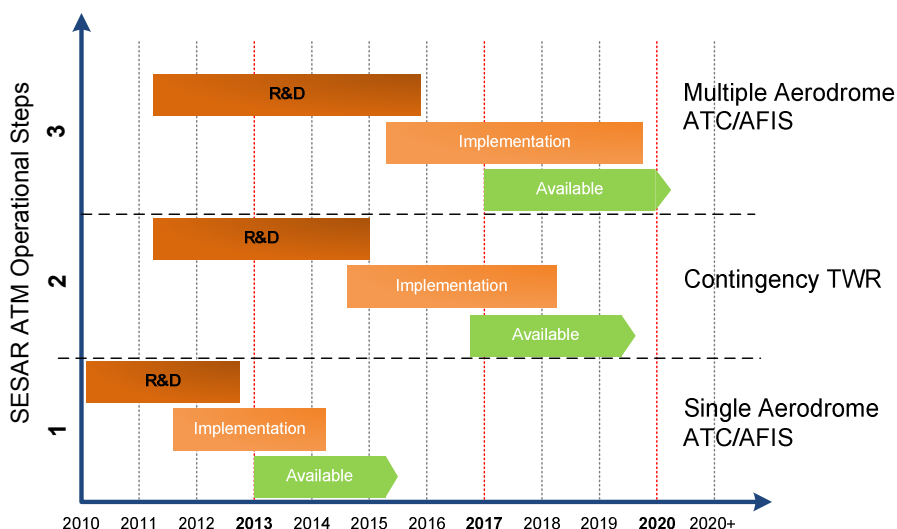 SESAR ATM Operational Steps
3
R&D
Implementation
Available
Multiple Aerodrome
ATC/AFIS
2
R&D
Implementation
Available
Contingency TWR
1
R&D
Implementation
Available
Single Aerodrome
ATC/AFIS
2010 2011 2012 2013 2014 2015 2016 2017 2018 2019 2020 2020+